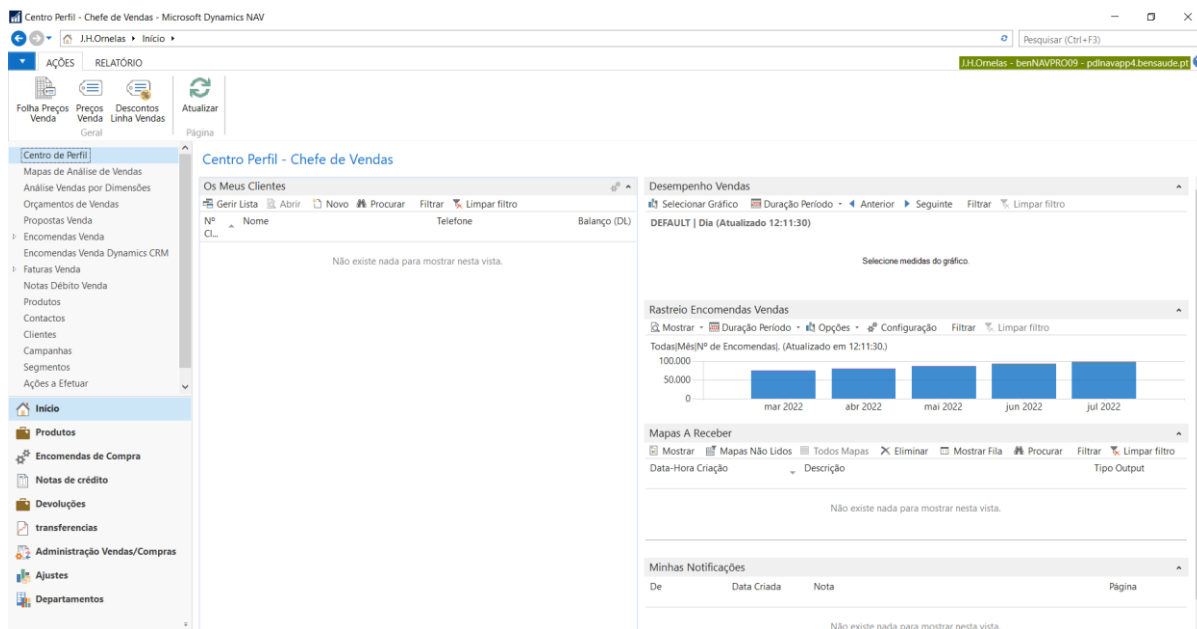 Centro Perfil - Chefe de Vendas - Microsoft Dynamics NAV
J.H.Ornelas Início
Pesquisar (Ctrl+F3)
AÇÕES RELATÓRIO
J.H.Ornelas - benNAVPRO09 - pdlnavapp4.bensaude.pt
Folha Preços Venda
Preços Venda
Descontos Linha Vendas
Atualizar
Geral
Página
Centro de Perfil
Mapas de Análise de Vendas
Análise Vendas por Dimensões
Orçamentos de Vendas
Propostas Venda
Encomendas Venda
Encomendas Venda Dynamics CRM
Faturas Venda
Notas Débito Venda
Produtos
Contactos
Clientes
Campanhas
Segmentos
Ações a Efetuar
Início
Produtos
Encomendas de Compra
Notas de crédito
Devoluções
transferencias
Administração Vendas/Compras
Ajustes
Departamentos
Centro Perfil - Chefe de Vendas
Os Meus Clientes
Gerir Lista Abrir Novo Procurar Filtrar Limpar filtro
Nº Cl... Nome Telefone Balanço (DL)
Não existe nada para mostrar nesta vista.
Desempenho Vendas
Selecionar Gráfico Duração Período Anterior Seguinte Filtrar Limpar filtro
DEFAULT | Dia (Atualizado 12:11:30)
Selecione medidas do gráfico.
Rastreio Encomendas Vendas
Mostrar Duração Período Opções Configuração Filtrar Limpar filtro
Todas|Mês|Nº de Encomendas|. (Atualizado em 12:11:30.)
100.000
50.000
0
mar 2022 abr 2022 mai 2022 jun 2022 jul 2022
Mapas A Receber
Mostrar Mapas Não Lidos Todos Mapas Eliminar Mostrar Fila Procurar Filtrar Limpar filtro
Data-Hora Criação Descrição Tipo Output
Não existe nada para mostrar nesta vista.
Minhas Notificações
De Data Criada Nota Página
Não existe nada para mostrar nesta vista.